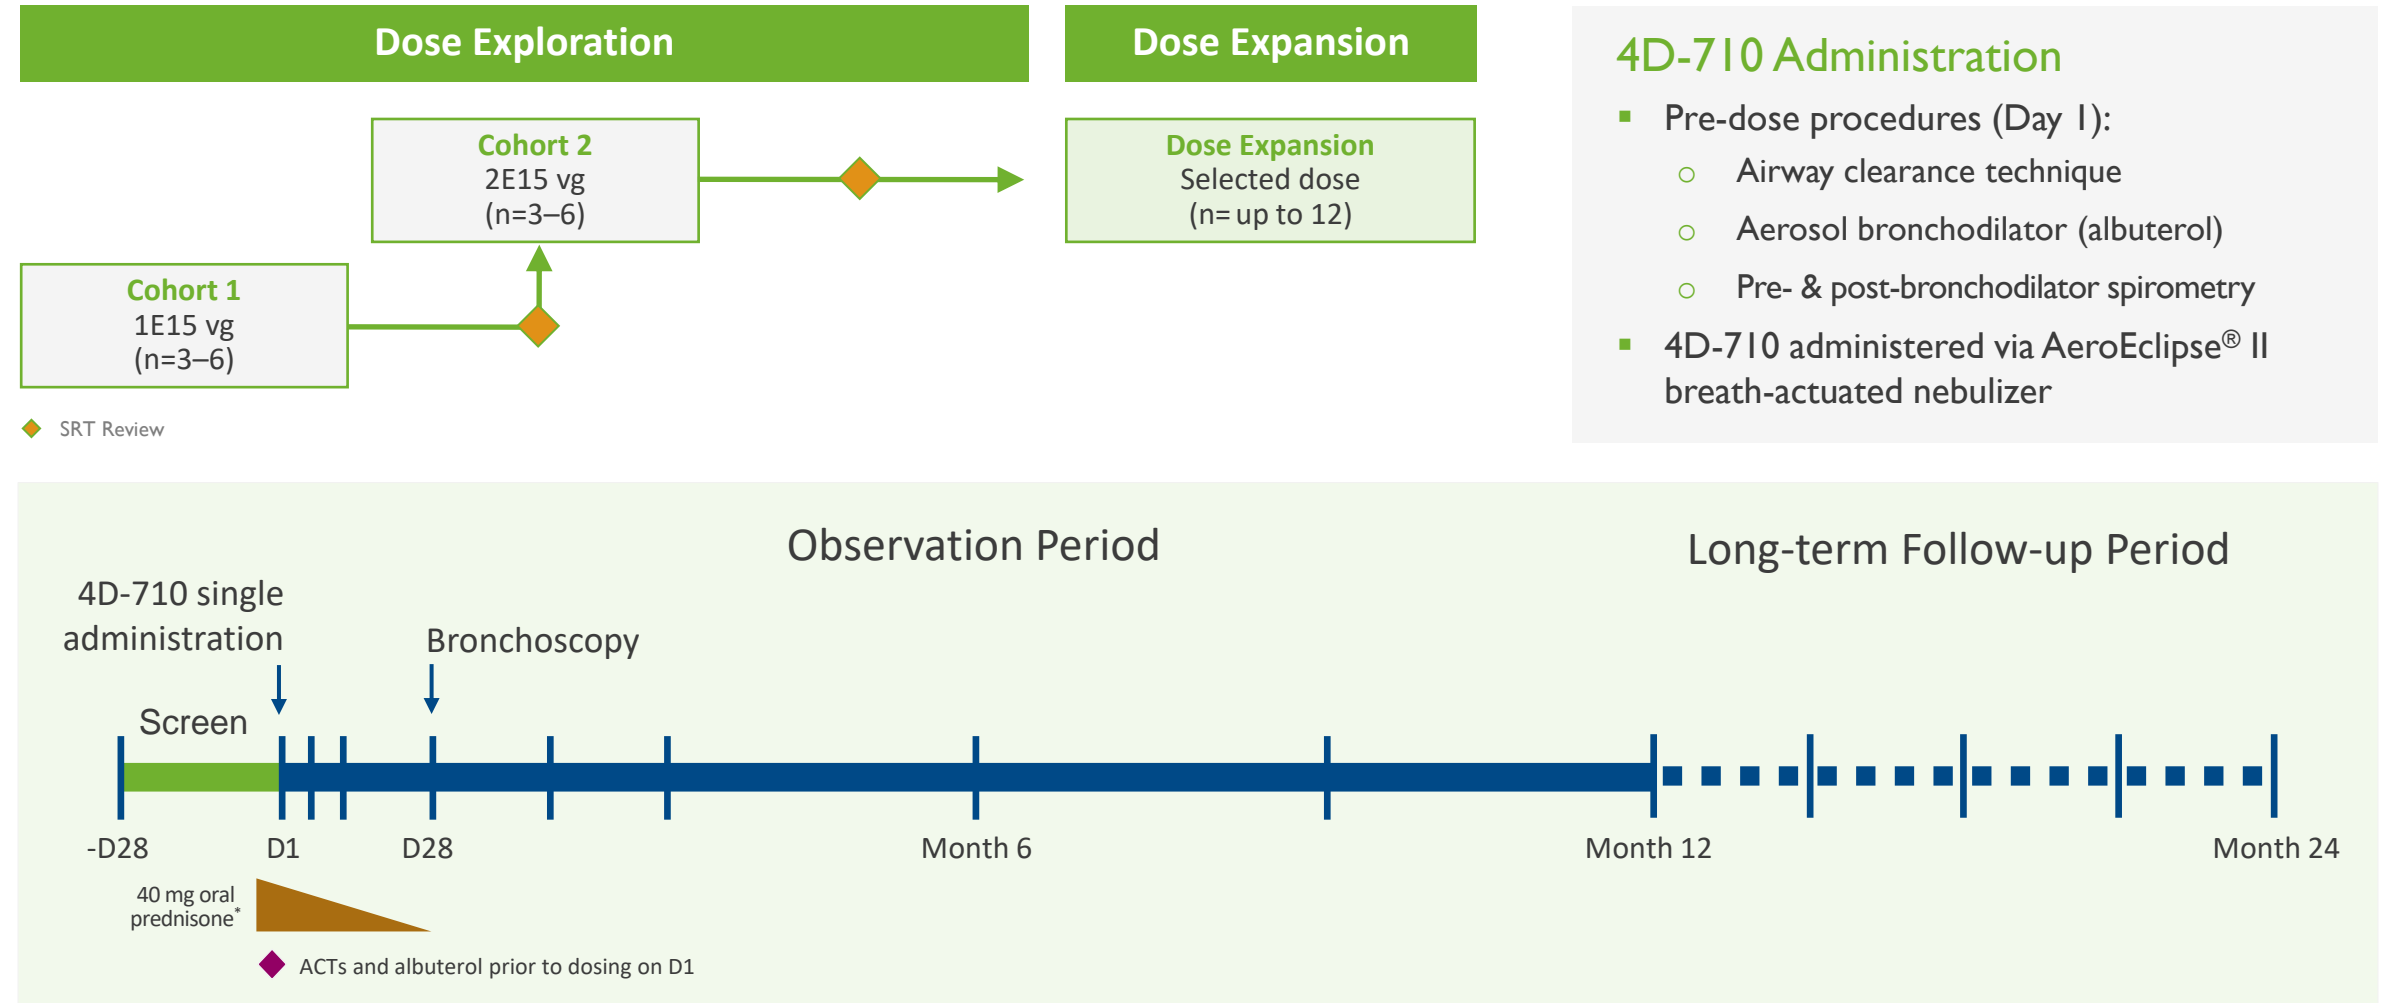 Dose Exploration
Dose Expansion
Cohort 2
2E15 vg
(n=3–6)
Dose Expansion
Selected dose
(n= up to 12)
Cohort 1
1E15 vg
(n=3–6)
SRT Review
4D-710 Administration
▪ Pre-dose procedures (Day 1):
o Airway clearance technique
o Aerosol bronchodilator (albuterol)
o Pre- & post-bronchodilator spirometry
▪ 4D-710 administered via AeroEclipse® II
breath-actuated nebulizer
Observation Period
Long-term Follow-up Period
4D-710 single
administration
Bronchoscopy
Screen
-D28
D1
D28
Month 6
Month 12
Month 24
40 mg oral
prednisone*
ACTs and albuterol prior to dosing on D1